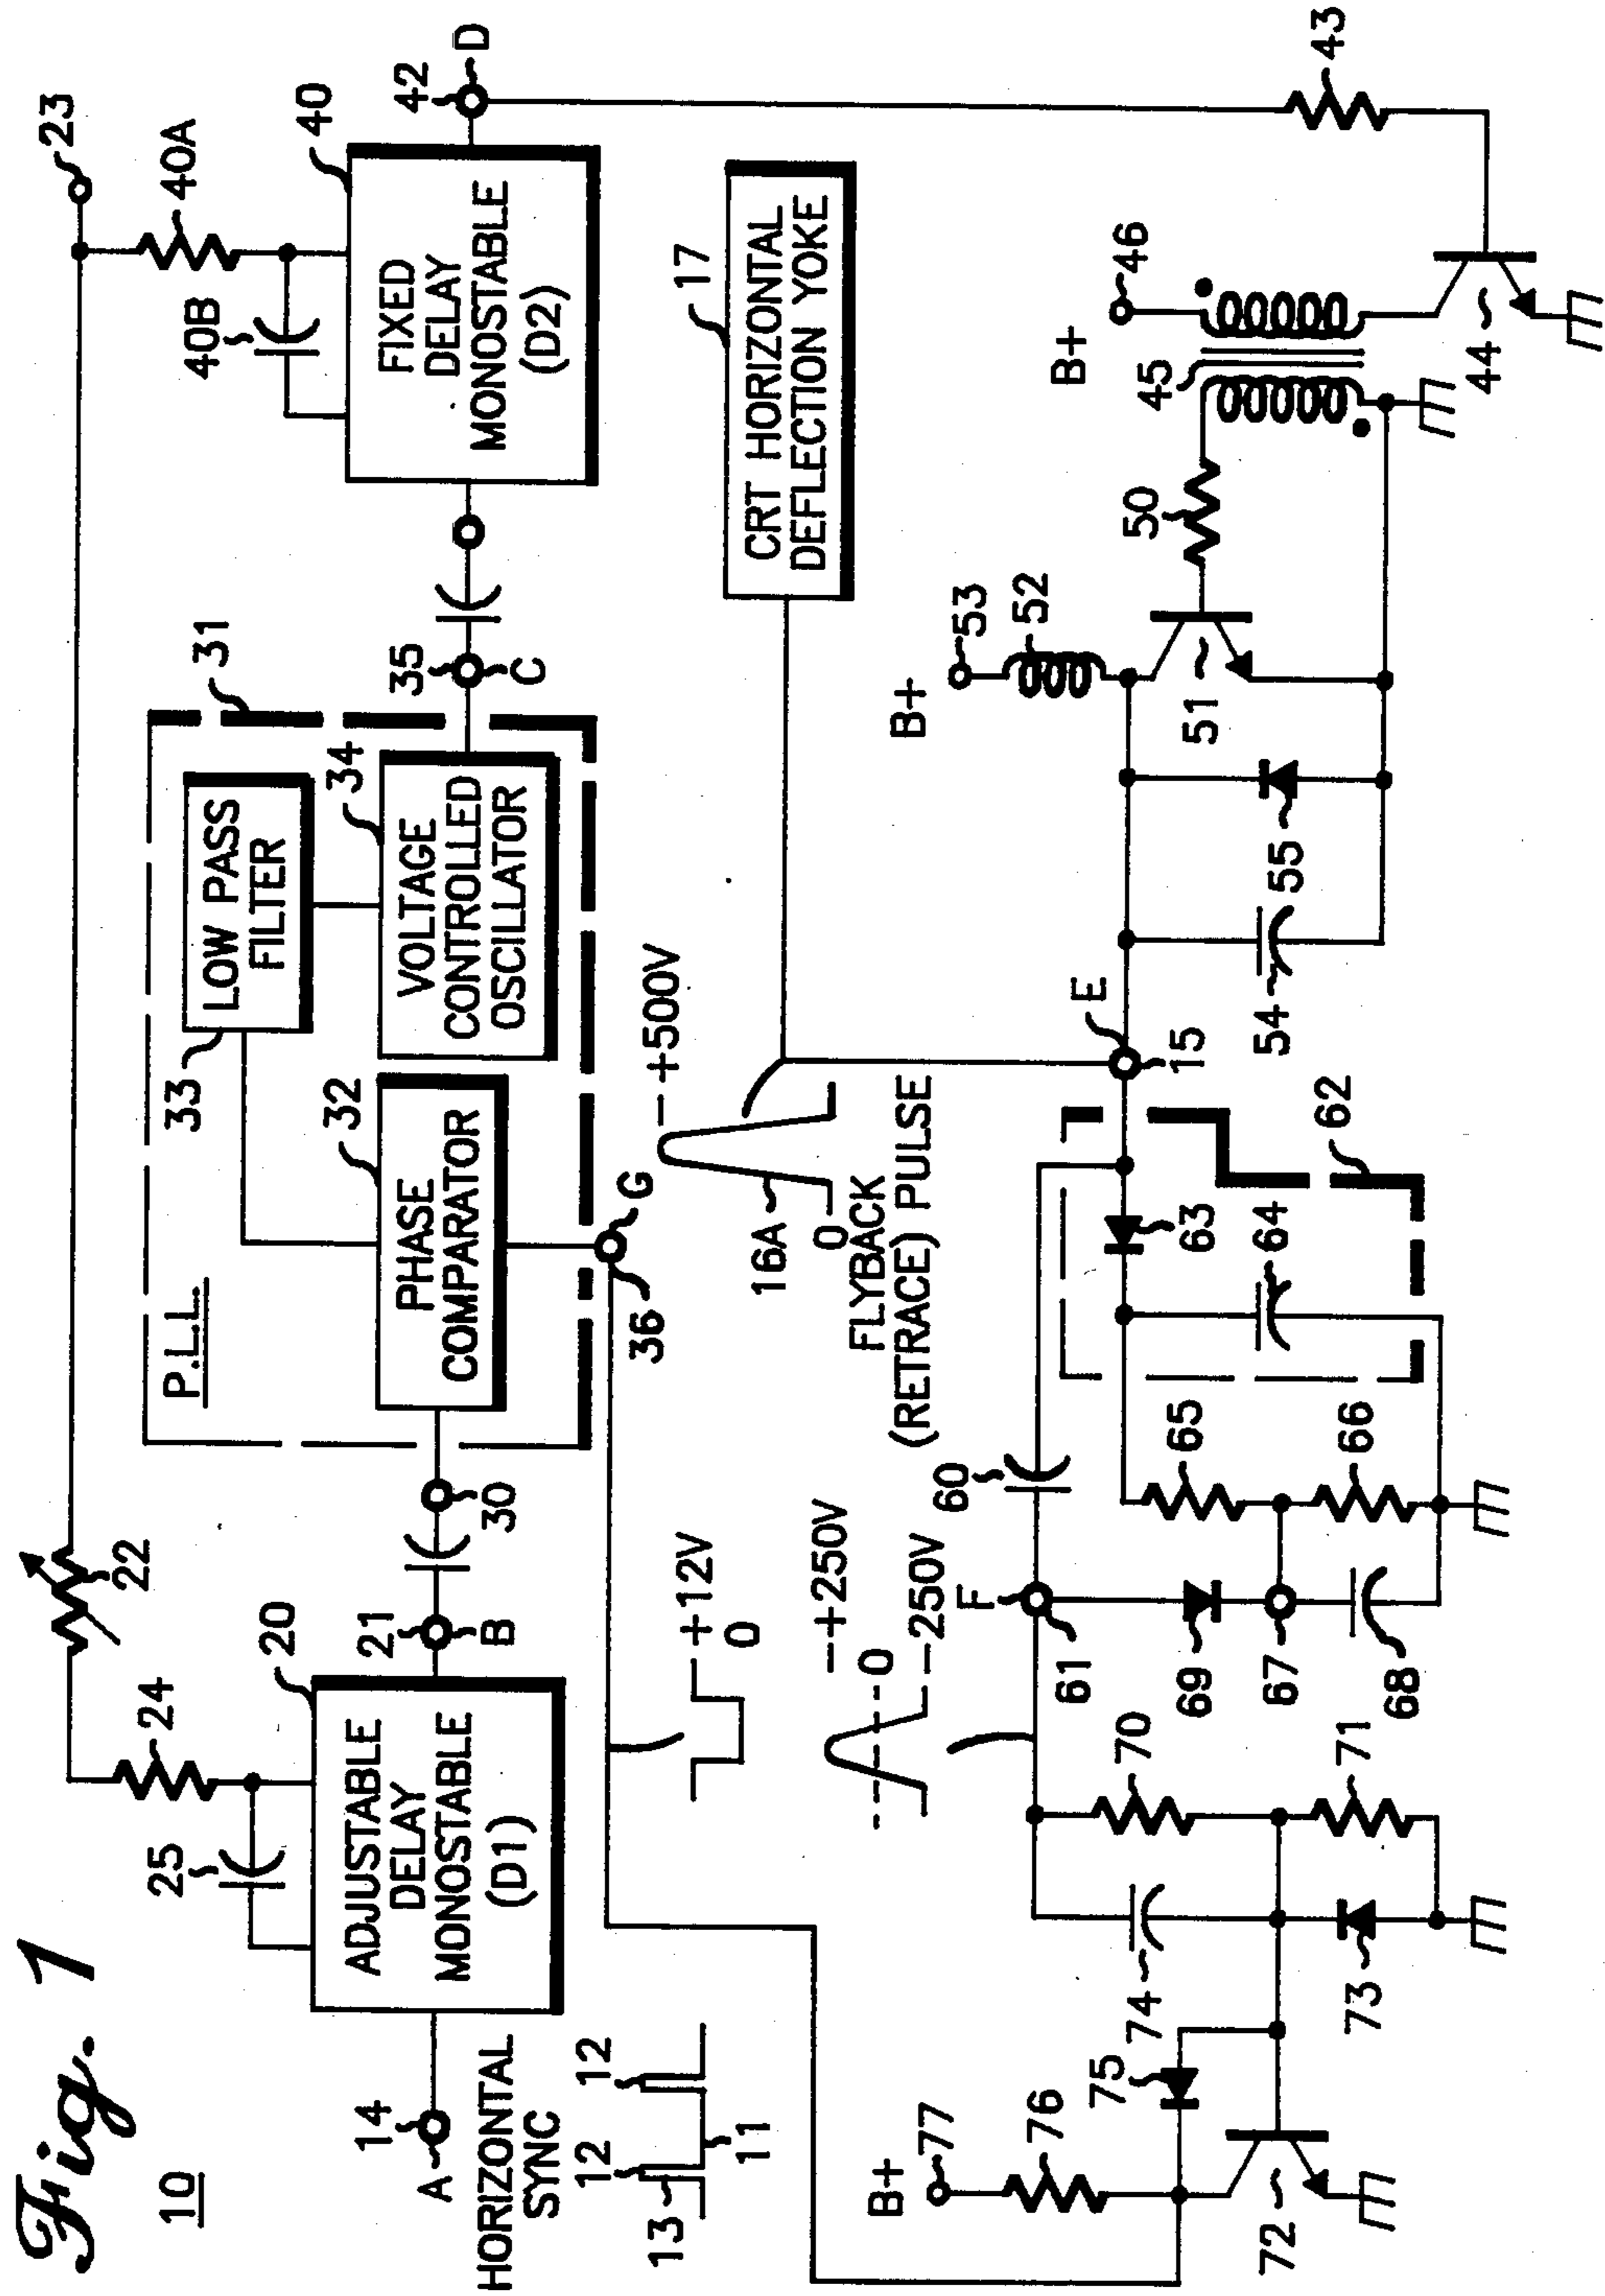 Fig. 1
10
23
22
24
25
20
ADJUSTABLE
DELAY
MONOSTABLE
(D1)
14
A
HORIZONTAL
SYNC
12
12
13
11
21
B
30
P.L.L.
31
33
LOW PASS
FILTER
32
PHASE
COMPARATOR
34
VOLTAGE
CONTROLLED
OSCILLATOR
35
C
36
G
40B
40A
40
FIXED
DELAY
MONOSTABLE
(D2)
42
D
17
CRT HORIZONTAL
DEFLECTION YOKE
+500V
16A
0
FLYBACK
(RETRACE) PULSE
+12V
0
+250V
0
-250V
B+
77
76
75
72
74
73
70
71
61
F
69
67
68
60
65
66
62
63
64
E
15
54
55
B+
53
52
51
50
45
B+
46
44
43